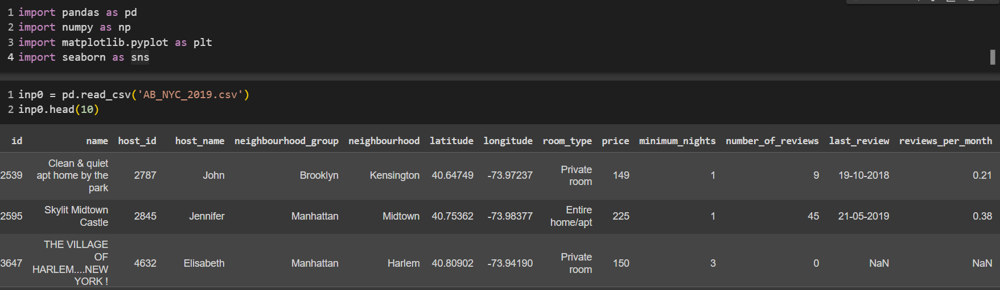 1 import pandas as pd
2 import numpy as np
3 import matplotlib.pyplot as plt
4 import seaborn as sns
1 inp0 = pd.read_csv('AB_NYC_2019.csv')
2 inp0.head(10)
id name host_id host_name neighbourhood_group neighbourhood latitude longitude room_type price minimum_nights number_of_reviews last_review reviews_per_month
Clean & quiet
apt home by the
park
2539 2787 John Brooklyn Kensington 40.64749 -73.97237 Private
room
149 1 9 19-10-2018 0.21
Skylit Midtown
Castle
2595 2845 Jennifer Manhattan Midtown 40.75362 -73.98377 Entire
home/apt
225 1 45 21-05-2019 0.38
THE VILLAGE
OF
HARLEM....NEW
YORK !
3647 4632 Elisabeth Manhattan Harlem 40.80902 -73.94190 Private
room
150 3 0 NaN NaN